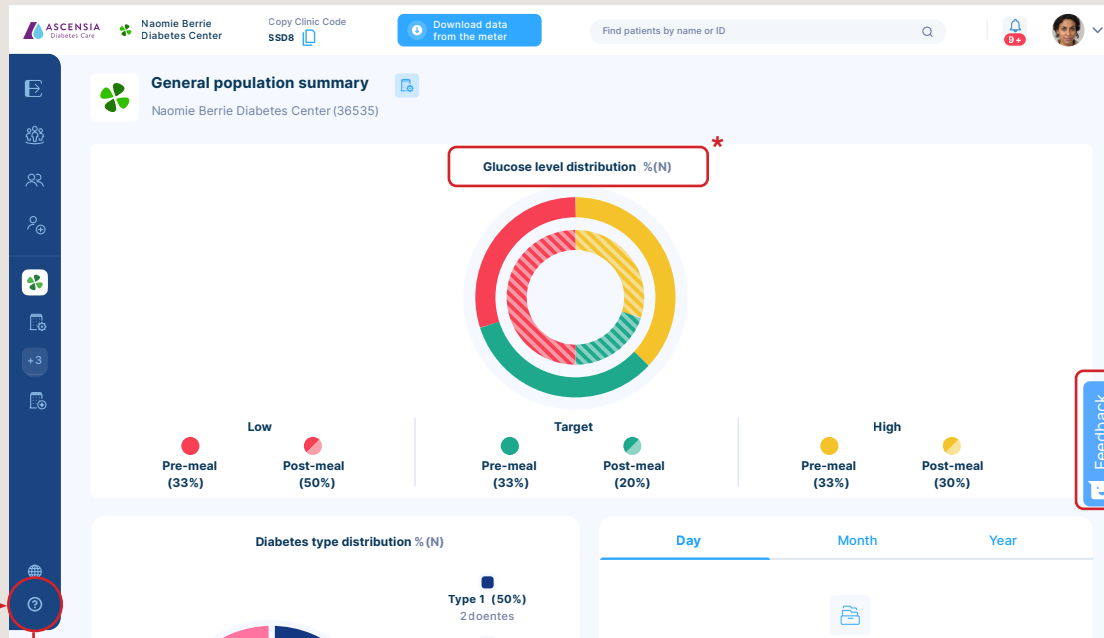 ASCENSIA
Diabetes Care
Naomie Berrie
Diabetes Center
Copy Clinic Code
SSD8
Download data
from the meter
Find patients by name or ID
9+
General population summary
Naomie Berrie Diabetes Center (36535)
*
Glucose level distribution %(N)
+3
Low
Pre-meal
(33%)
Post-meal
(50%)
Target
Pre-meal
(33%)
Post-meal
(20%)
High
Pre-meal
(33%)
Post-meal
(30%)
Feedback
Diabetes type distribution % (N)
Type 1 (50%)
2 doentes
Day
Month
Year
?